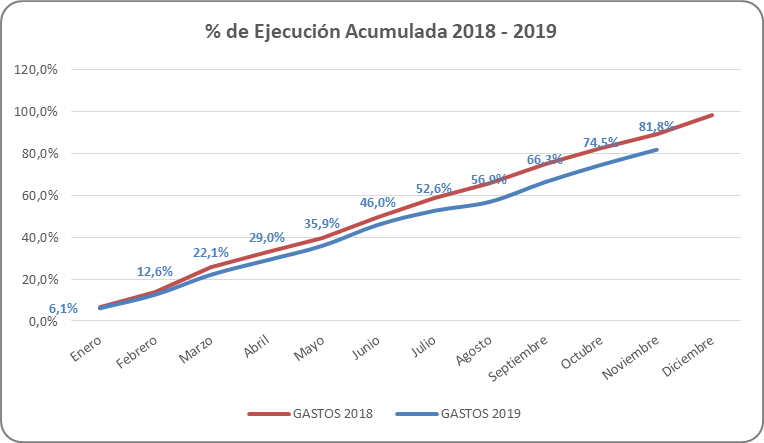 % de Ejecución Acumulada 2018 - 2019
120,0%
100,0%
80,0%
60,0%
40,0%
20,0%
0,0%
6,1%
12,6%
22,1%
29,0%
35,9%
46,0%
52,6%
56,9%
66,3%
74,5%
81,8%
Enero
Febrero
Marzo
Abril
Mayo
Junio
Julio
Agosto
Septiembre
Octubre
Noviembre
Diciembre
GASTOS 2018
GASTOS 2019